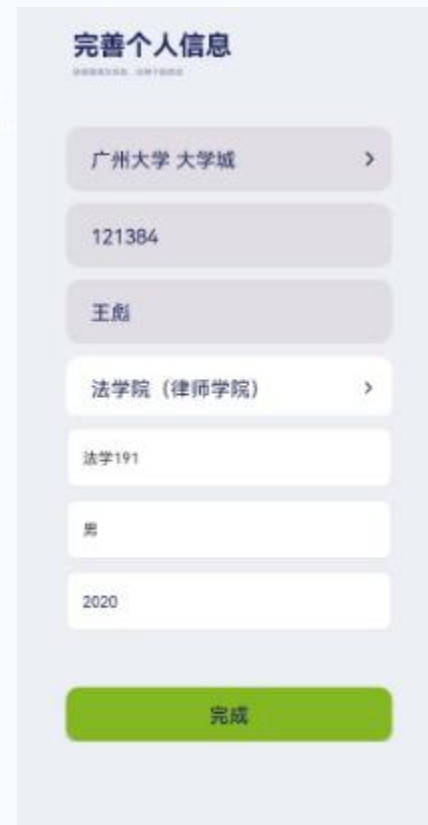 完善个人信息
广州大学 大学城
121384
王彪
法学院（律师学院）
法学191
男
2020
完成